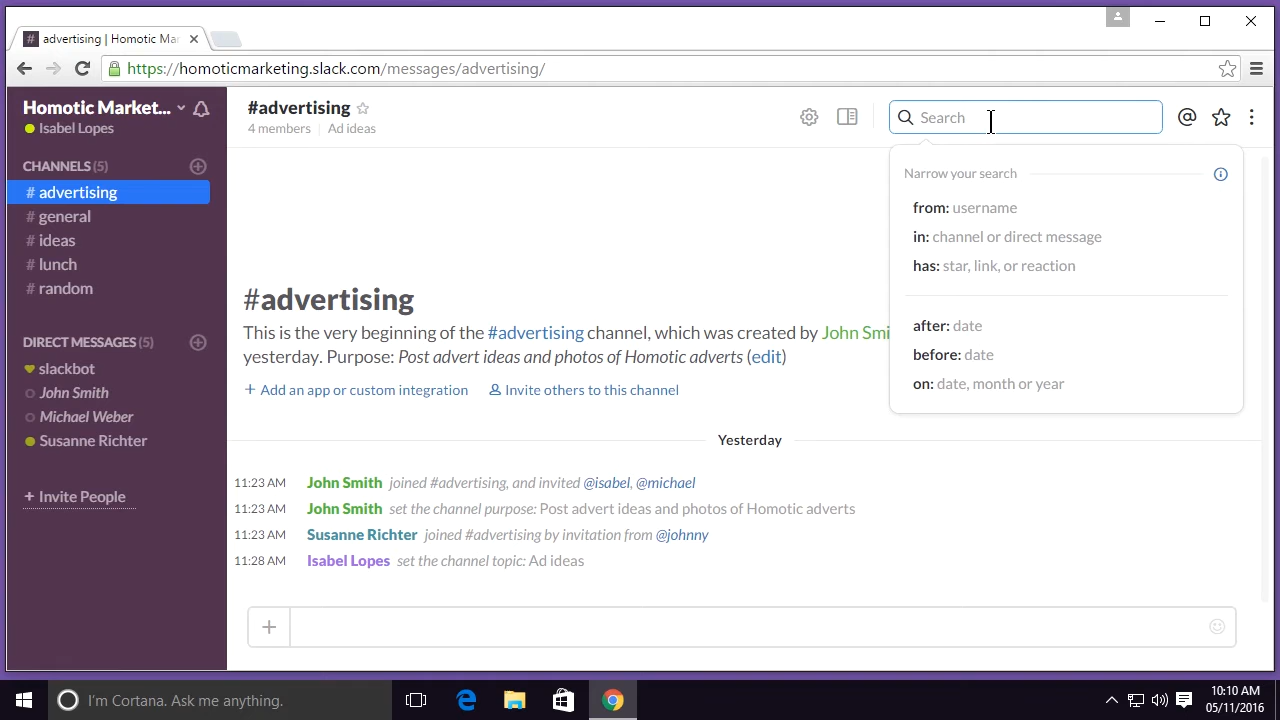 advertising | Homotic Mar
https://homoticmarketing.slack.com/messages/advertising/
Homotic Market...
Isabel Lopes
CHANNELS (5)
# advertising
# general
# ideas
# lunch
# random
DIRECT MESSAGES (5)
slackbot
John Smith
Michael Weber
Susanne Richter
+ Invite People
#advertising
4 members | Ad ideas
Search
Narrow your search
from: username
in: channel or direct message
has: star, link, or reaction
after: date
before: date
on: date, month or year
#advertising
This is the very beginning of the #advertising channel, which was created by John Smi
yesterday. Purpose: Post advert ideas and photos of Homotic adverts (edit)
+ Add an app or custom integration Invite others to this channel
Yesterday
11:23 AM John Smith joined #advertising, and invited @isabel, @michael
11:23 AM John Smith set the channel purpose: Post advert ideas and photos of Homotic adverts
11:23 AM Susanne Richter joined #advertising by invitation from @johnny
11:28 AM Isabel Lopes set the channel topic: Ad ideas
I'm Cortana. Ask me anything.
10:10 AM
05/11/2016